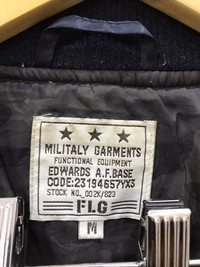 MILITALY GARMENTS
FUNCTIONAL EQUIPMENT
EDWARDS A.F.BASE
CODE:23194657YX3
STOCK NO. 002K/823
FLG
M